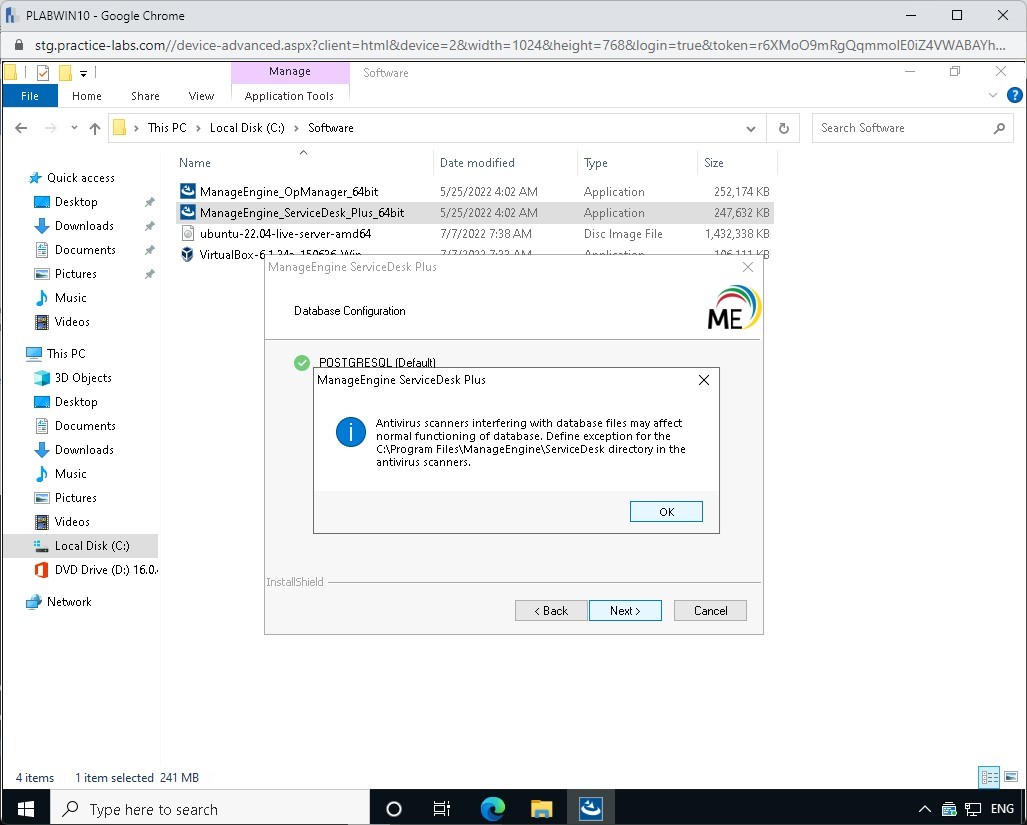 PLABWIN10 - Google Chrome
stg.practice-labs.com//device-advanced.aspx?client=html&device=2&width=1024&height=768&login=true&token=r6XMoO9mRgQqmmolE0iZ4VWABAYh...
Manage
Software
File
Home
Share
View
Application Tools
This PC > Local Disk (C:) > Software
Search Software
Name
Date modified
Type
Size
ManageEngine_OpManager_64bit 5/25/2022 4:02 AM Application 252,174 KB
ManageEngine_ServiceDesk_Plus_64bit 5/25/2022 4:02 AM Application 247,632 KB
ubuntu-22.04-live-server-amd64 7/7/2022 7:38 AM Disc Image File 1,432,338 KB
VirtualBox-6.1.34a-150636-Win 7/7/2022 7:33 AM Application 106,111 KB
Quick access
Desktop
Downloads
Documents
Pictures
Music
Videos
This PC
3D Objects
Desktop
Documents
Downloads
Music
Pictures
Videos
Local Disk (C:)
DVD Drive (D:) 16.0.
Network
ManageEngine ServiceDesk Plus
Database Configuration
ME
POSTGRESQL (Default)
ManageEngine ServiceDesk Plus
Antivirus scanners interfering with database files may affect
normal functioning of database. Define exception for the
C:\Program Files\ManageEngine\ServiceDesk directory in the
antivirus scanners.
OK
InstallShield
< Back
Next >
Cancel
4 items
1 item selected 241 MB
Type here to search
ENG